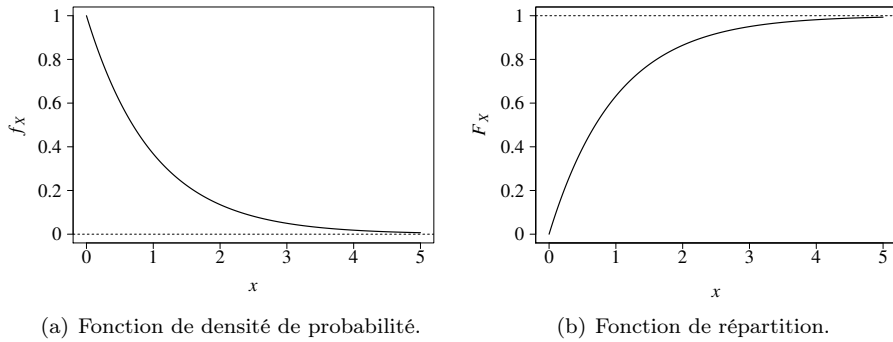 1
0.8
0.6
0.4
0.2
0
f_X
0 1 2 3 4 5
x
(a) Fonction de densité de probabilité.
1
0.8
0.6
0.4
0.2
0
F_X
0 1 2 3 4 5
x
(b) Fonction de répartition.